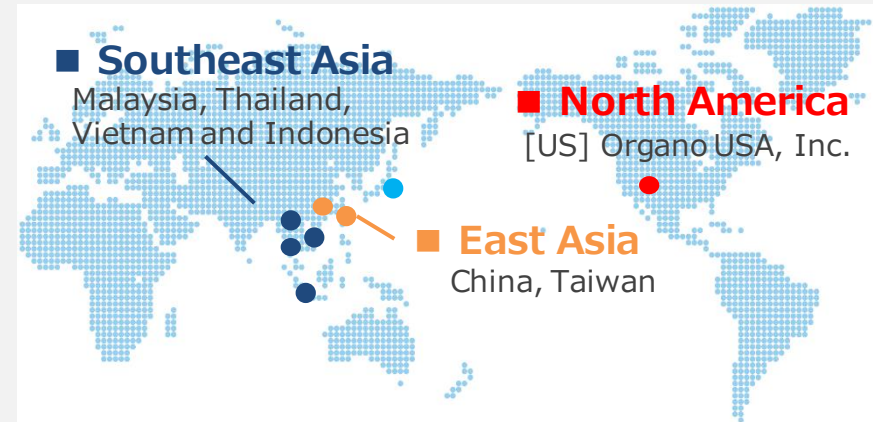 ■ Southeast Asia
Malaysia, Thailand,
Vietnam and Indonesia
■ North America
[US] Organo USA, Inc.
■ East Asia
China, Taiwan